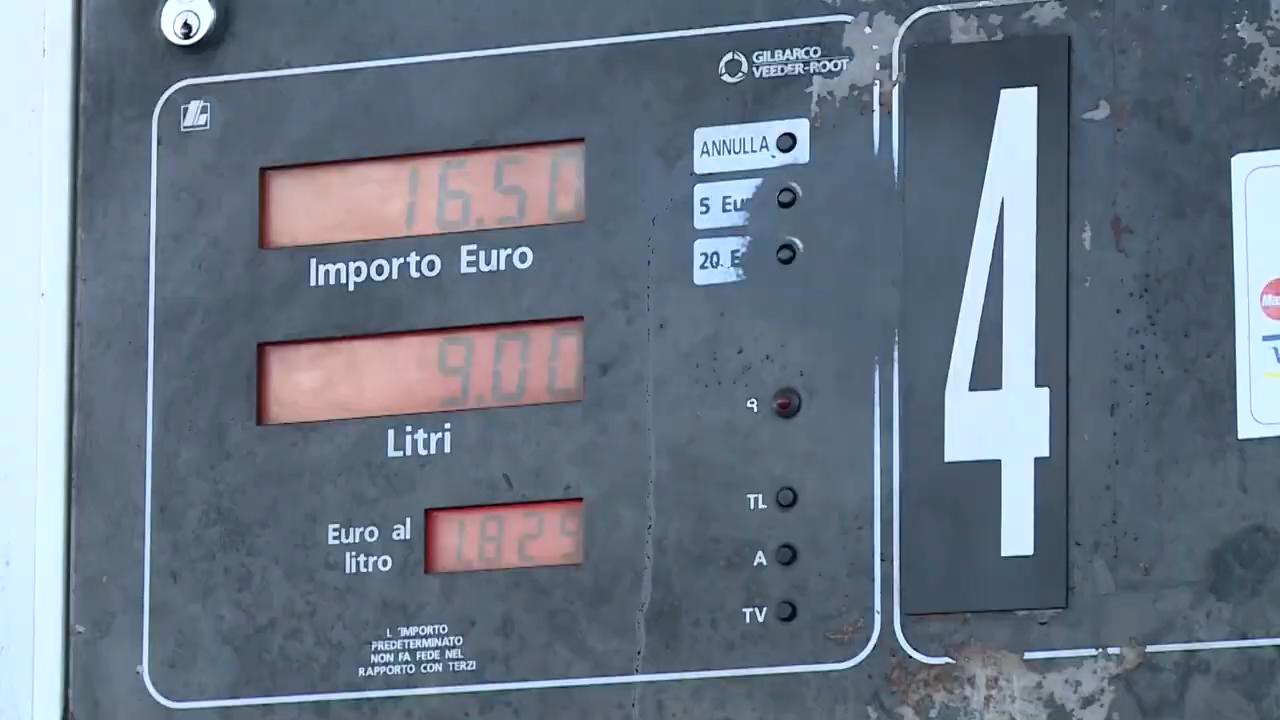 GILBARCO
VEEDER-ROOT
16.50
Importo Euro
ANNULLA
5 Eu
20 E
9.00
Litri
Euro al
litro
1.829
L'IMPORTO
PREDETERMINATO
NON FA FEDE NEL
RAPPORTO CON TERZI
TL
A
TV
4